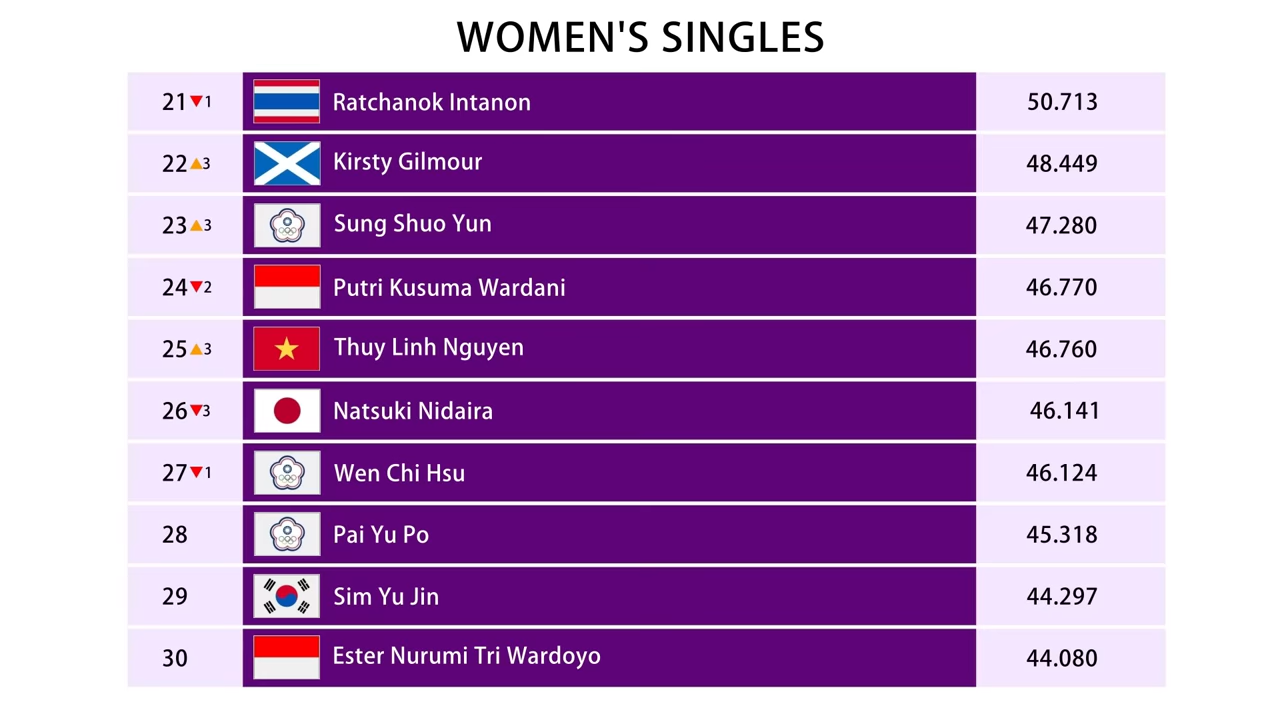 WOMEN'S SINGLES
21▼1 Ratchanok Intanon 50.713
22▲3 Kirsty Gilmour 48.449
23▲3 Sung Shuo Yun 47.280
24▼2 Putri Kusuma Wardani 46.770
25▲3 Thuy Linh Nguyen 46.760
26▼3 Natsuki Nidaira 46.141
27▼1 Wen Chi Hsu 46.124
28 Pai Yu Po 45.318
29 Sim Yu Jin 44.297
30 Ester Nurumi Tri Wardoyo 44.080